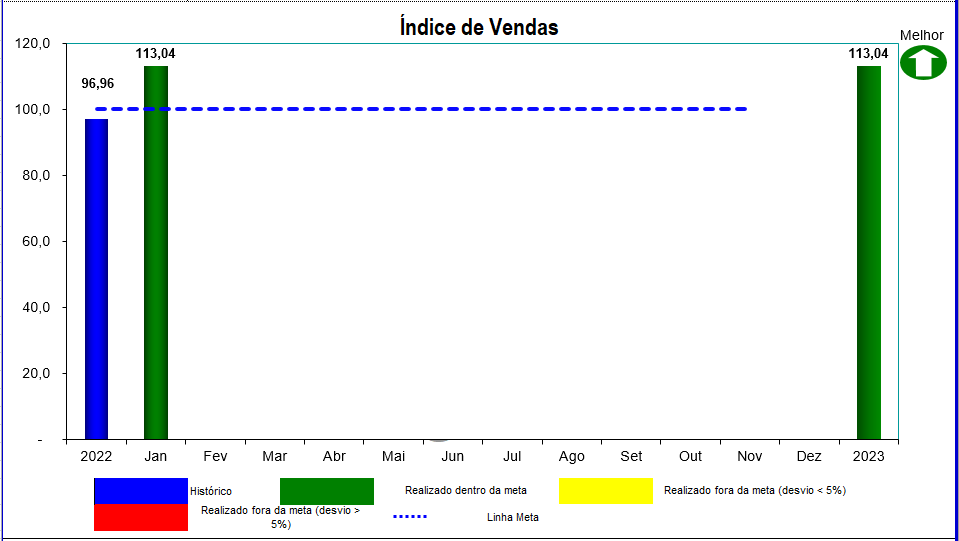 Índice de Vendas
Melhor
120,0
113,04
113,04
96,96
100,0
80,0
60,0
40,0
20,0
-
2022 Jan Fev Mar Abr Mai Jun Jul Ago Set Out Nov Dez 2023
Histórico
Realizado dentro da meta
Realizado fora da meta (desvio < 5%)
Realizado fora da meta (desvio >
5%)
Linha Meta